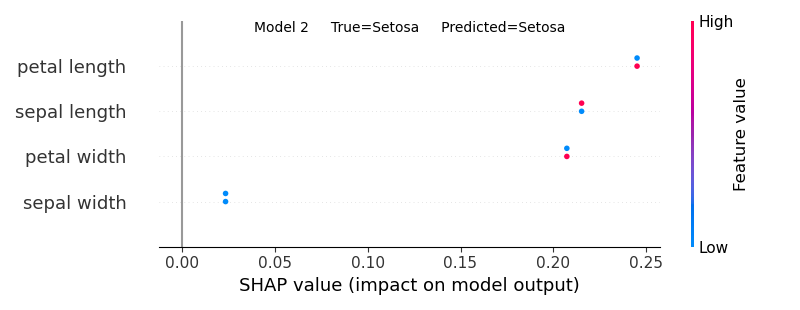 Model 2 True=Setosa Predicted=Setosa
High
petal length
sepal length
petal width
sepal width
Feature value
Low
0.00 0.05 0.10 0.15 0.20 0.25
SHAP value (impact on model output)